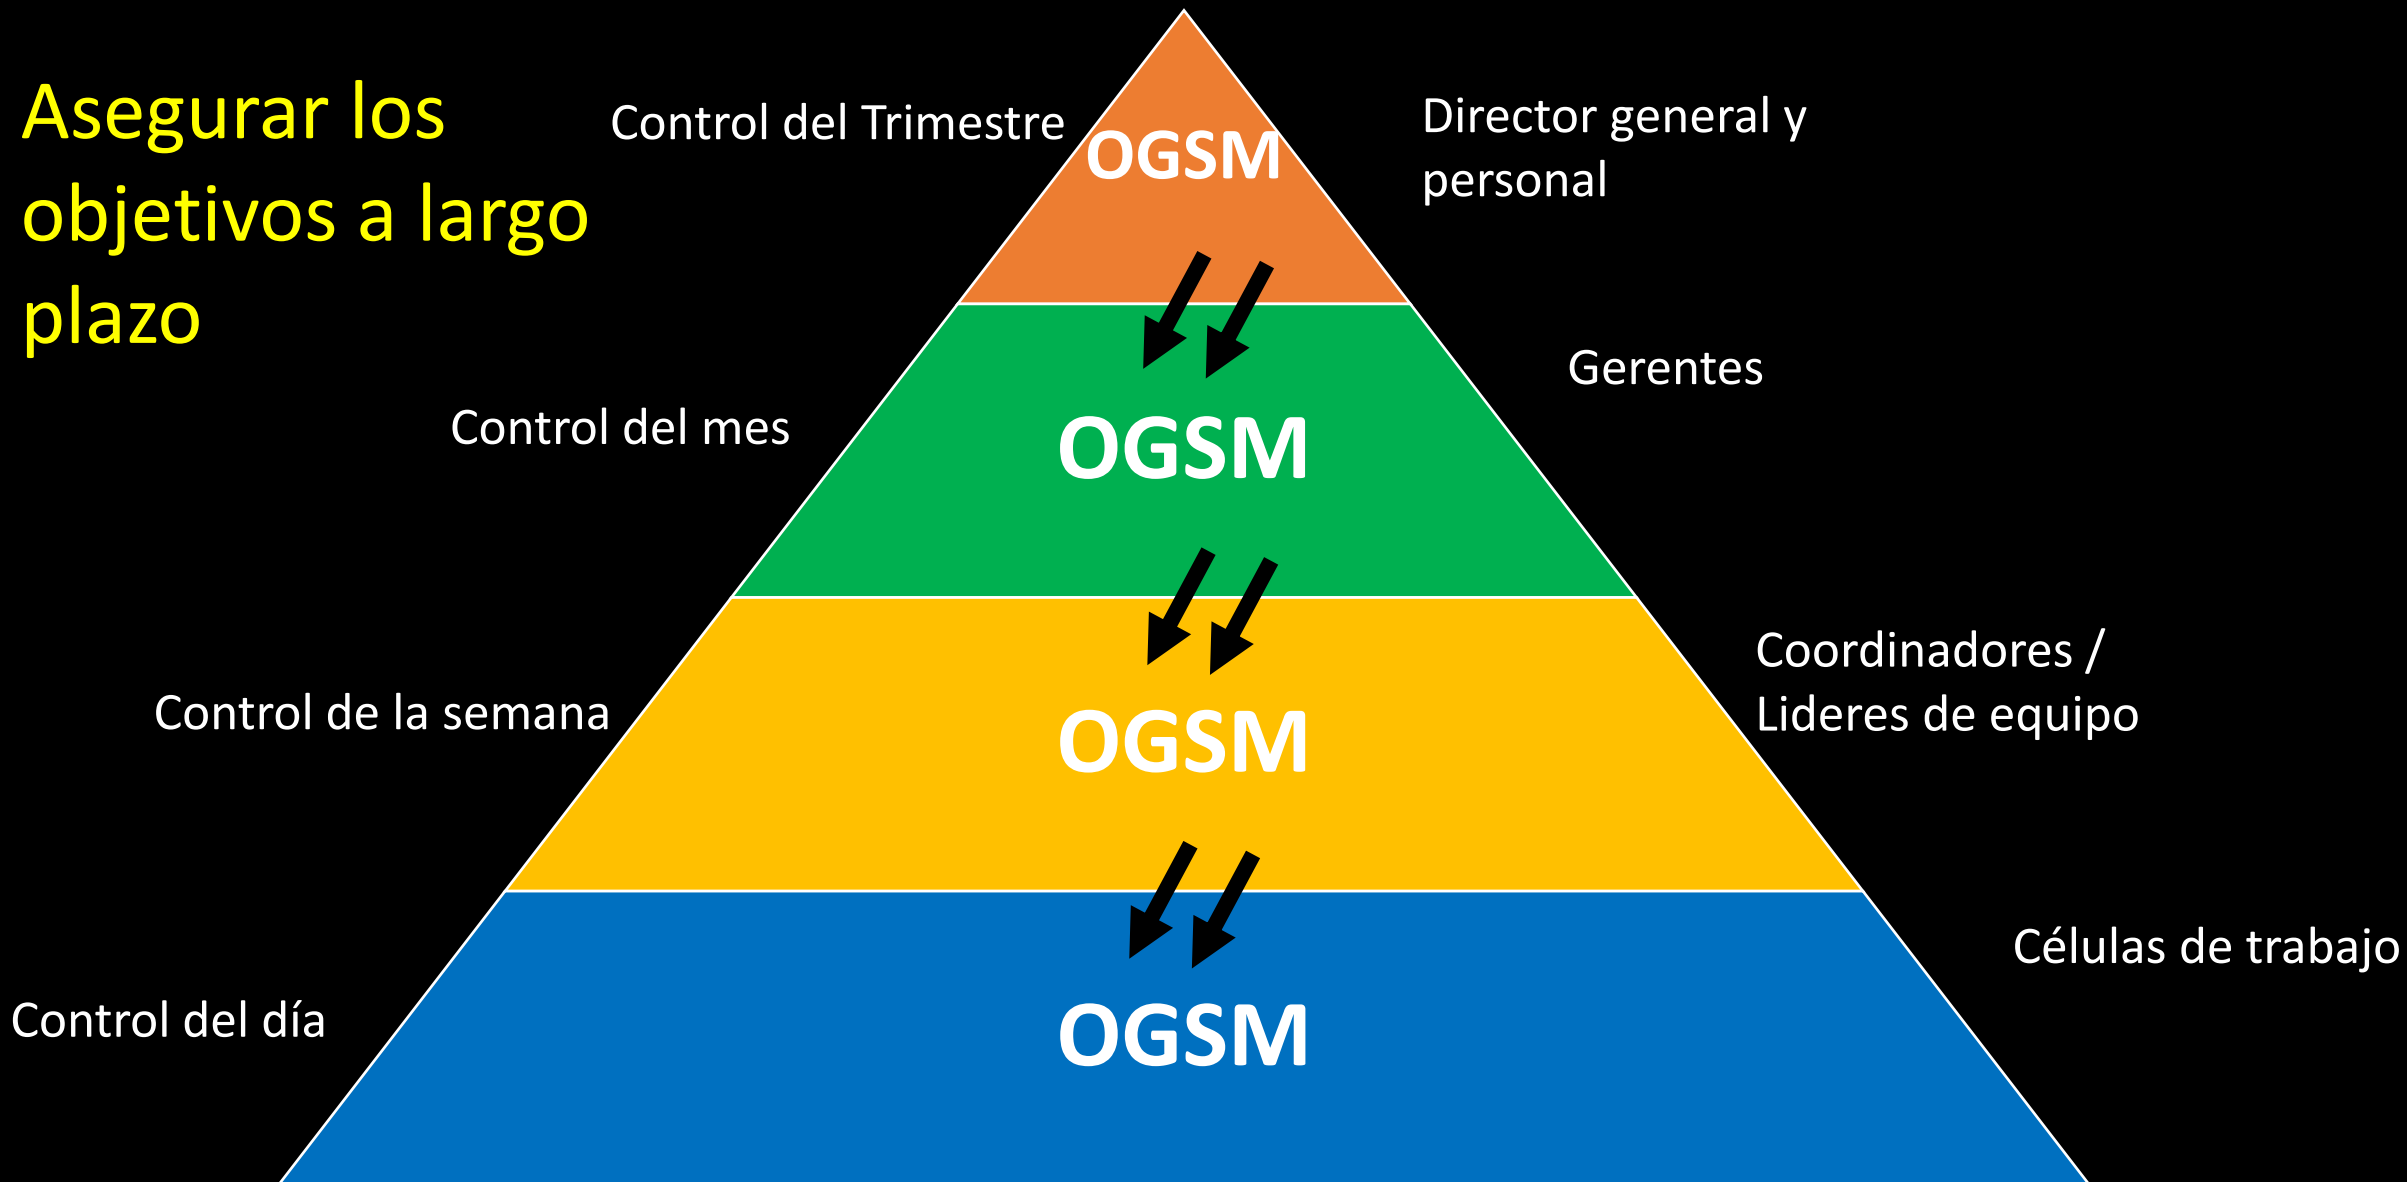 Asegurar los
objetivos a largo
plazo
Control del Trimestre
OGSM
Director general y
personal
Gerentes
Control del mes
OGSM
Coordinadores /
Lideres de equipo
Control de la semana
OGSM
Células de trabajo
Control del día
OGSM